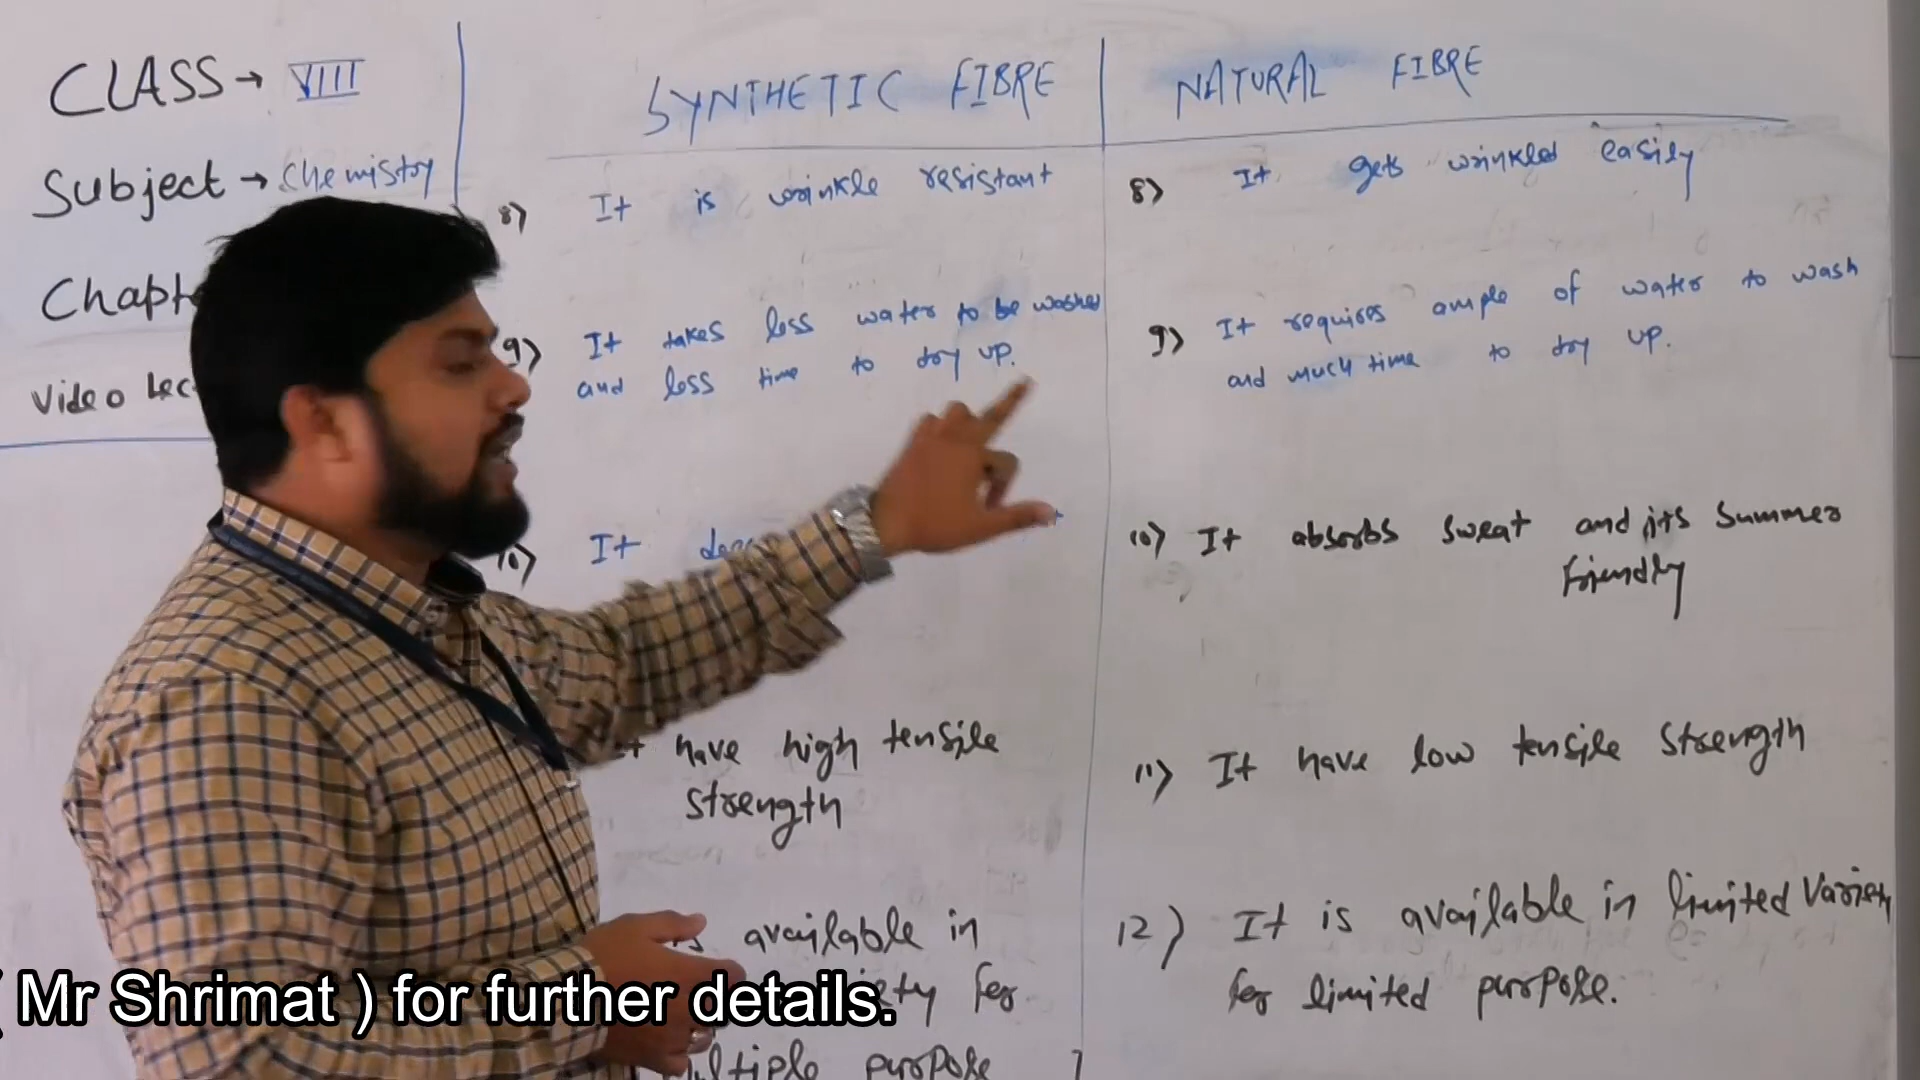 CLASS → VIII
Subject → Chemistry
Video Lec
SYNTHETIC FIBRE
8) It is wrinkle resistant
9) It takes less water to be washed
and less time to dry up.
10) It
have high tensile
strength
available in
for
multiple purpose
NATURAL FIBRE
8) It gets wrinkled easily
9) It requires ample of water to wash
and much time to dry up.
10) It absorbs sweat and its summer
friendly
11) It have low tensile strength
12) It is available in limited variety
for limited purpose.
( Mr Shrimat ) for further details.